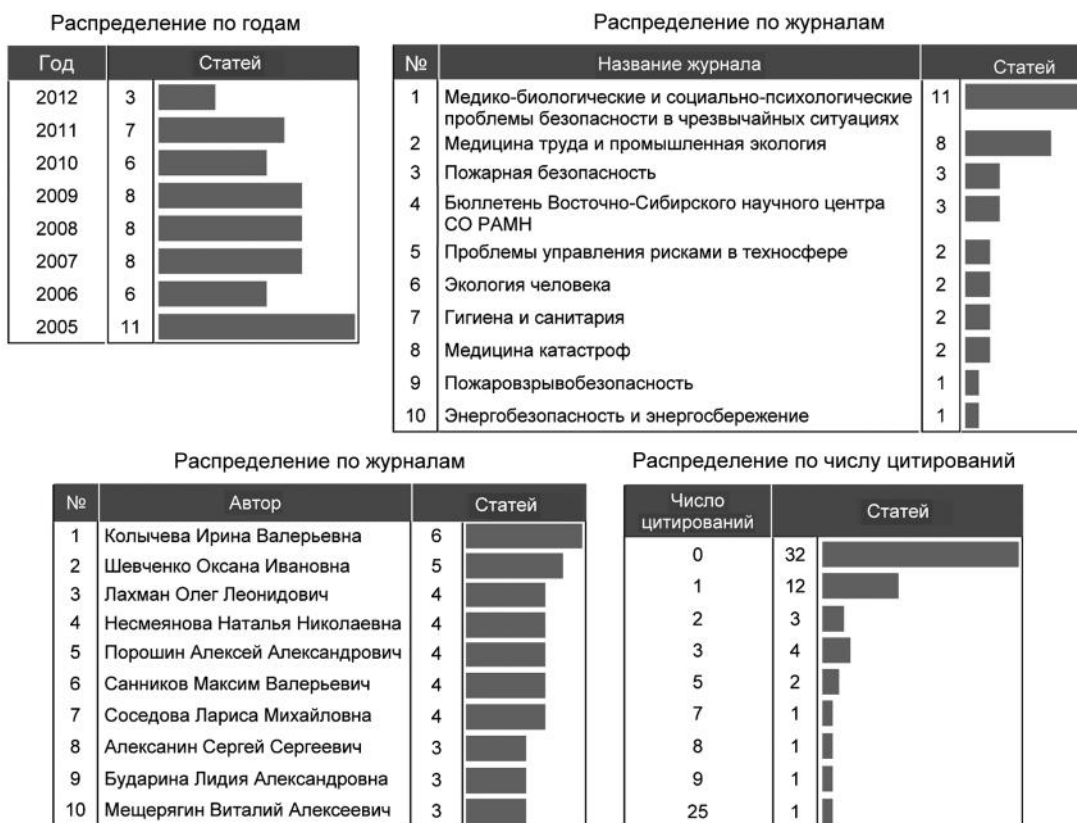 Распределение по годам
Год Статей
2012 3
2011 7
2010 6
2009 8
2008 8
2007 8
2006 6
2005 11
Распределение по журналам
№ Название журнала Статей
1 Медико-биологические и социально-психологические 11
проблемы безопасности в чрезвычайных ситуациях
2 Медицина труда и промышленная экология 8
3 Пожарная безопасность 3
4 Бюллетень Восточно-Сибирского научного центра 3
СО РАМН
5 Проблемы управления рисками в техносфере 2
6 Экология человека 2
7 Гигиена и санитария 2
8 Медицина катастроф 2
9 Пожаровзрывобезопасность 1
10 Энергобезопасность и энергосбережение 1
Распределение по журналам
№ Автор Статей
1 Колычева Ирина Валерьевна 6
2 Шевченко Оксана Ивановна 5
3 Лахман Олег Леонидович 4
4 Несмеянова Наталья Николаевна 4
5 Порошин Алексей Александрович 4
6 Санников Максим Валерьевич 4
7 Соседова Лариса Михайловна 4
8 Алексанин Сергей Сергеевич 3
9 Бударина Лидия Александровна 3
10 Мещерягин Виталий Алексеевич 3
Распределение по числу цитирований
Число
цитирований Статей
0 32
1 12
2 3
3 4
5 2
7 1
8 1
9 1
25 1